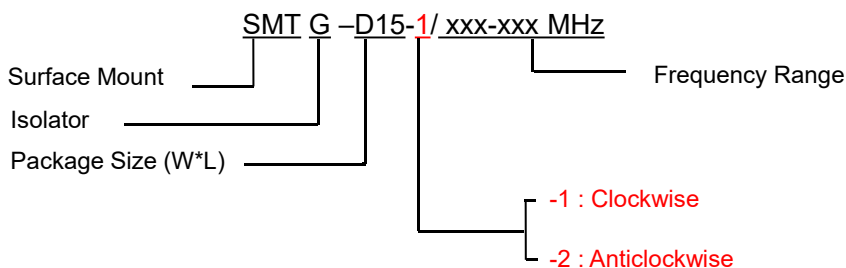 SMT G –D15-1/ xxx-xxx MHz
Surface Mount
Frequency Range
Isolator
Package Size (W*L)
-1 : Clockwise
-2 : Anticlockwise